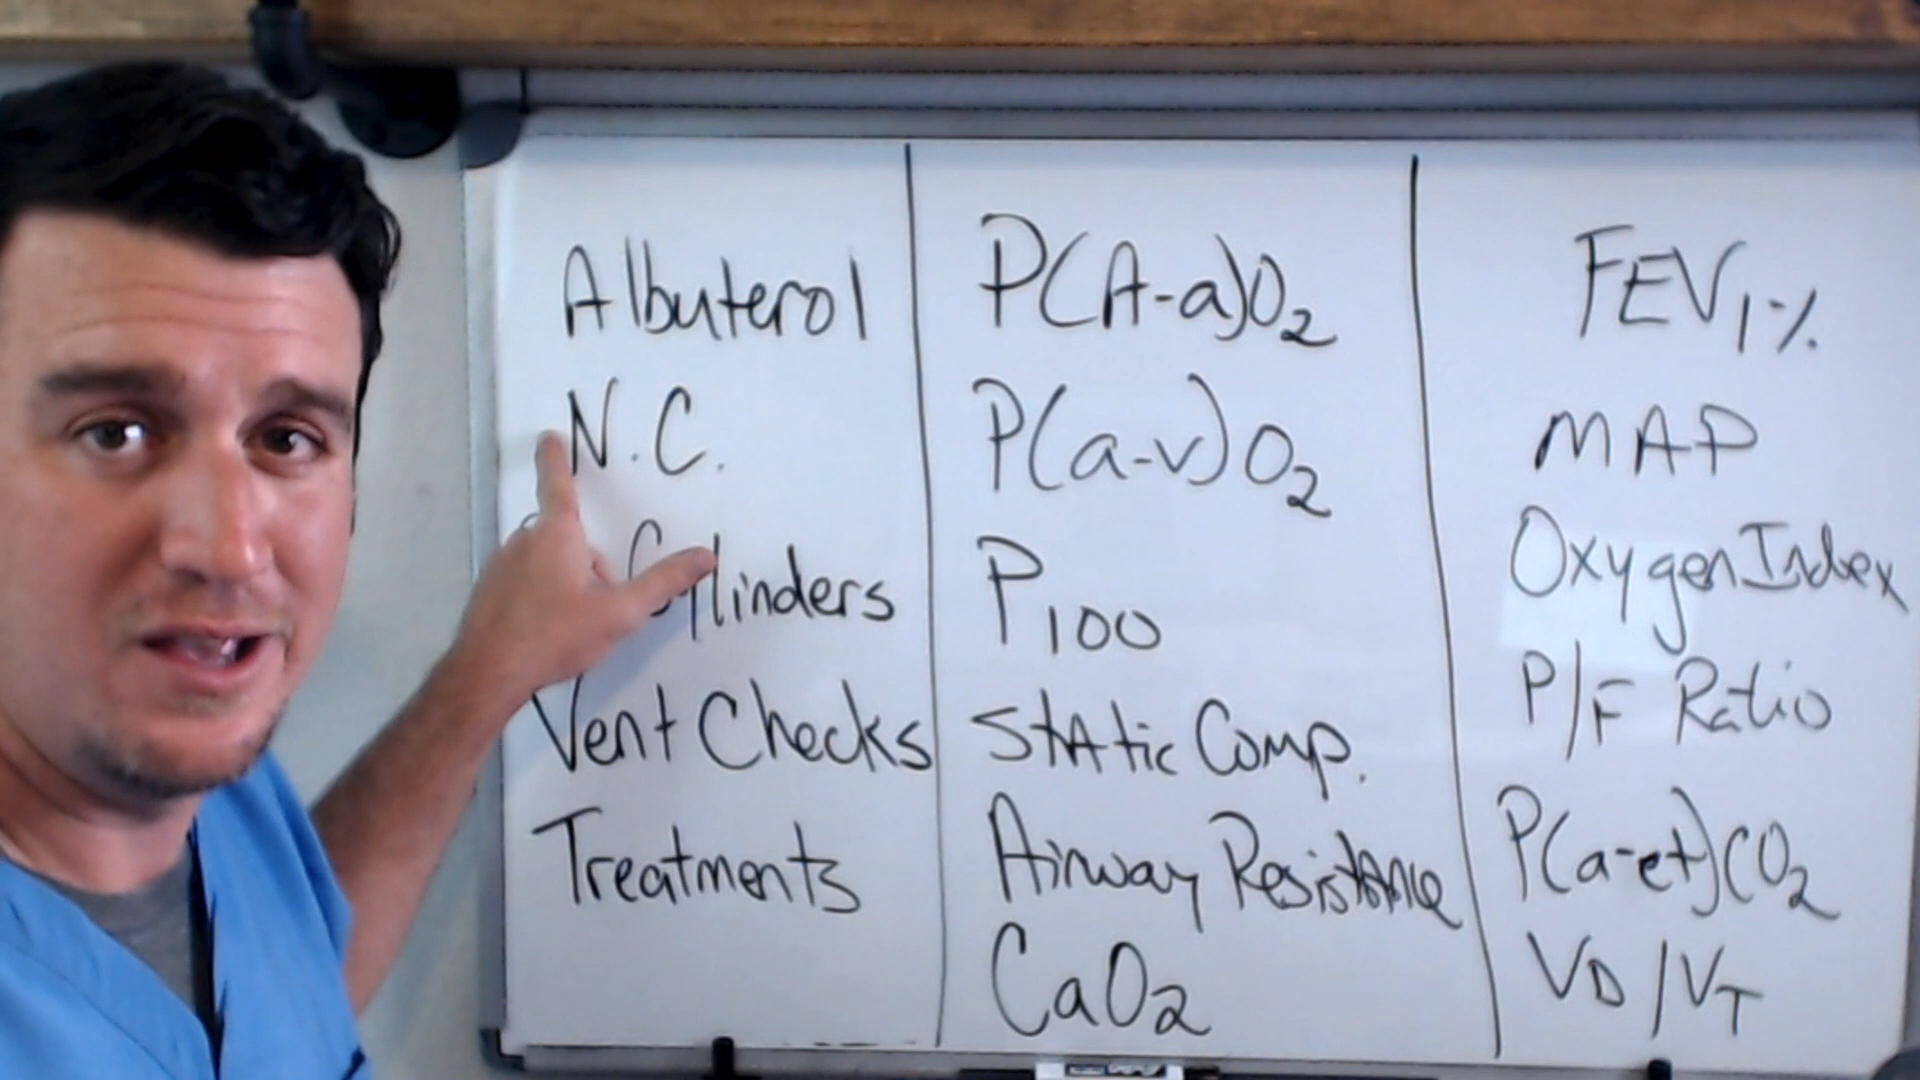 Albuterol
N.C.
Cylinders
Vent Checks
Treatments
P(A-a)O₂
P(a-v)O₂
P₁₀₀
Static Comp.
Airway Resistance
CaO₂
FEV₁%
MAP
Oxygen Index
P/F Ratio
P(a-et)CO₂
VD/VT